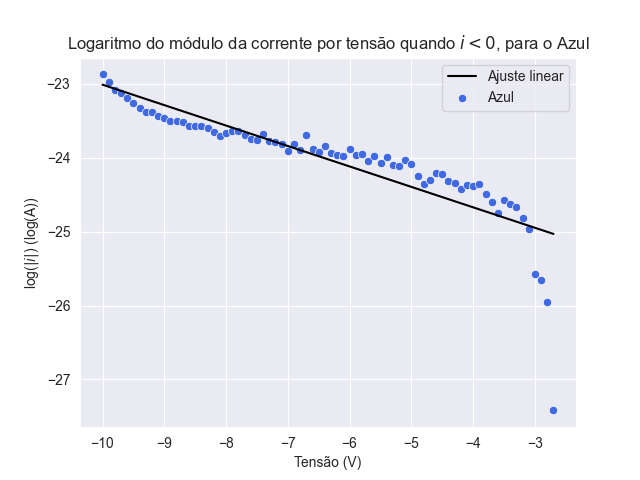 Logaritmo do módulo da corrente por tensão quando i < 0, para o Azul
Ajuste linear
Azul
−23
−24
−25
−26
−27
log(|i|) (log(A))
−10
−9
−8
−7
−6
−5
−4
−3
Tensão (V)